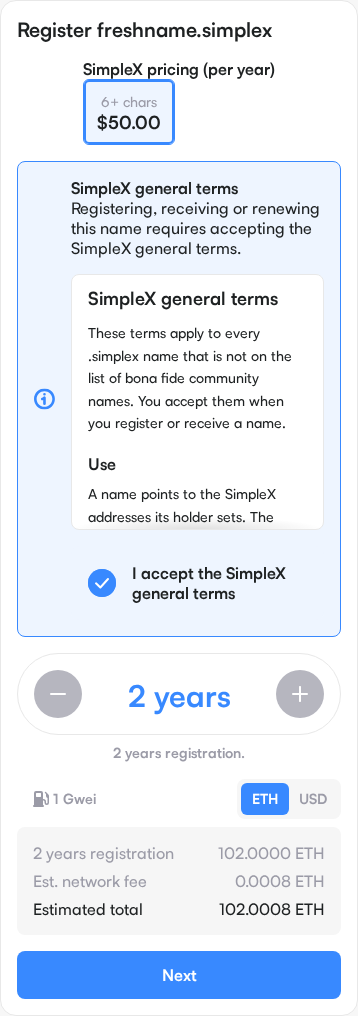 Register freshname.simplex
SimpleX pricing (per year)
6+ chars
$50.00
SimpleX general terms
Registering, receiving or renewing
this name requires accepting the
SimpleX general terms.
SimpleX general terms
These terms apply to every
.simplex name that is not on the
list of bona fide community
names. You accept them when
you register or receive a name.
Use
A name points to the SimpleX
addresses its holder sets. The
I accept the SimpleX
general terms
2 years
2 years registration.
1 Gwei
ETH USD
2 years registration 102.0000 ETH
Est. network fee 0.0008 ETH
Estimated total 102.0008 ETH
Next